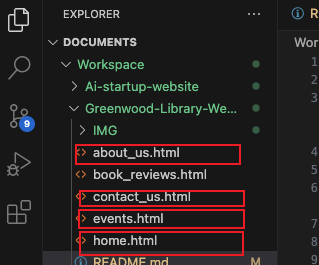 EXPLORER
DOCUMENTS
Workspace
Ai-startup-website
Greenwood-Library-We...
IMG
about_us.html
book_reviews.html
contact_us.html
events.html
home.html
README.md M
9
R
Wor
1
2
3
4
5
6
7
8
9